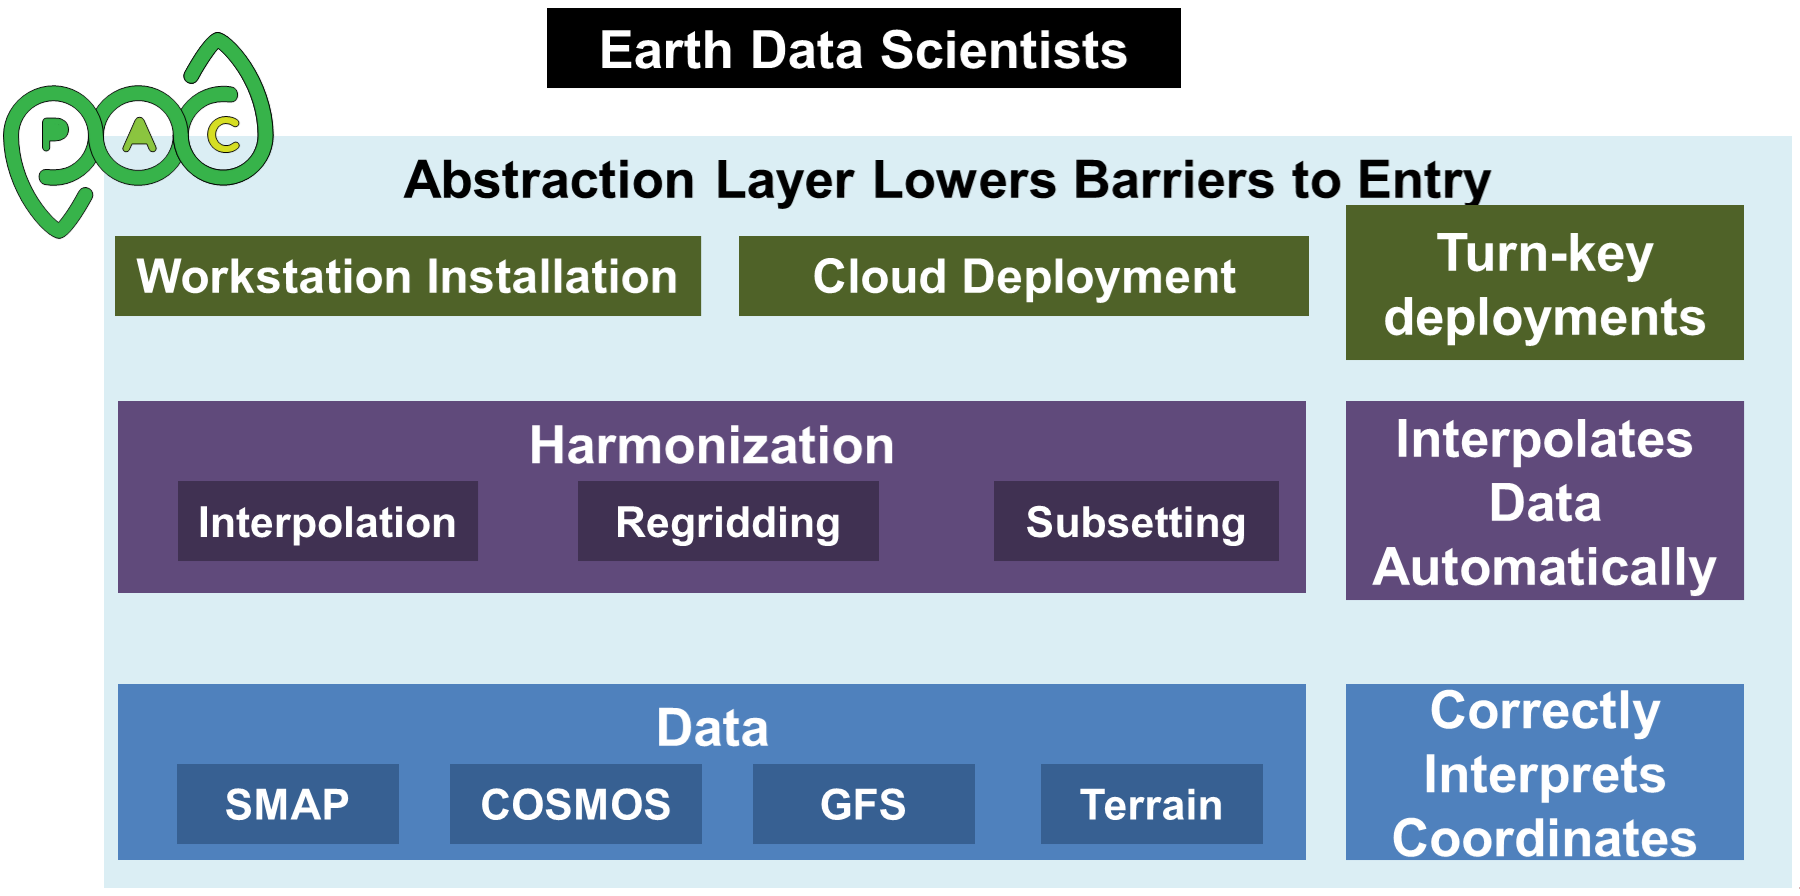 Earth Data Scientists
PAC
Abstraction Layer Lowers Barriers to Entry
Workstation Installation
Cloud Deployment
Turn-key
deployments
Harmonization
Interpolation
Regridding
Subsetting
Interpolates
Data
Automatically
Data
SMAP
COSMOS
GFS
Terrain
Correctly
Interprets
Coordinates